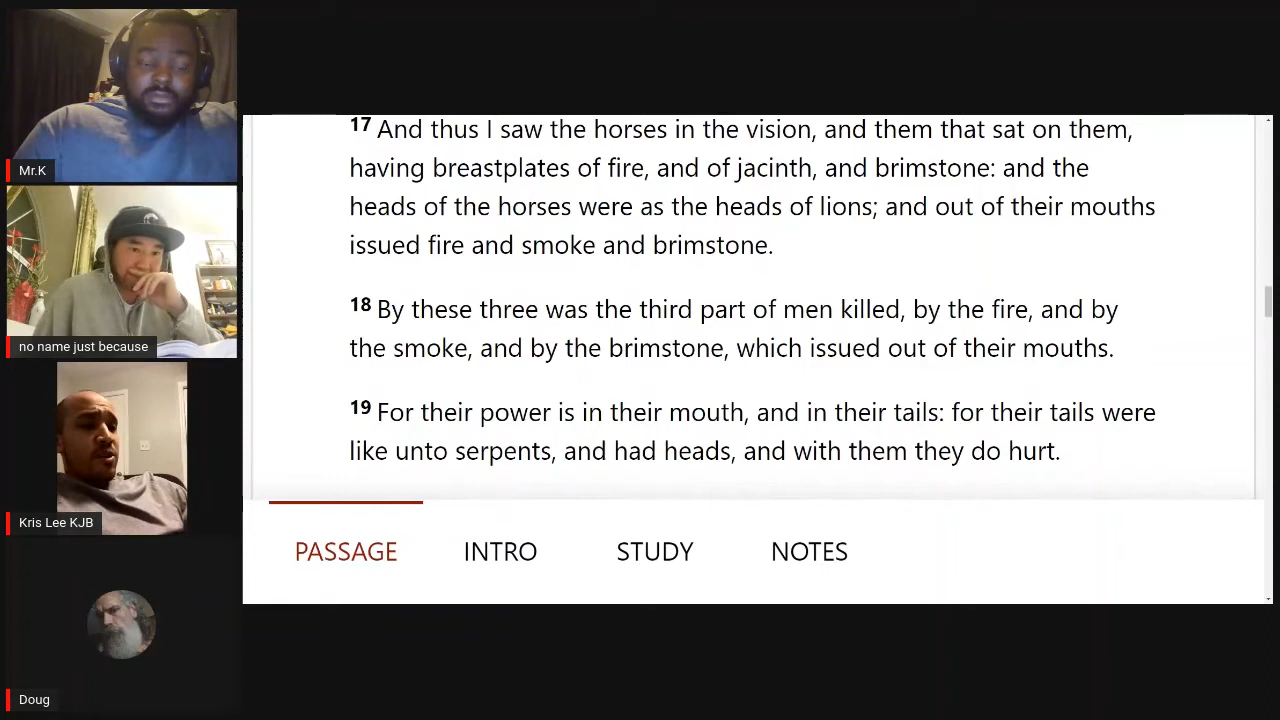 Mr.K
no name just because
Kris Lee KJB
Doug
17 And thus I saw the horses in the vision, and them that sat on them,
having breastplates of fire, and of jacinth, and brimstone: and the
heads of the horses were as the heads of lions; and out of their mouths
issued fire and smoke and brimstone.
18 By these three was the third part of men killed, by the fire, and by
the smoke, and by the brimstone, which issued out of their mouths.
19 For their power is in their mouth, and in their tails: for their tails were
like unto serpents, and had heads, and with them they do hurt.
PASSAGE INTRO STUDY NOTES